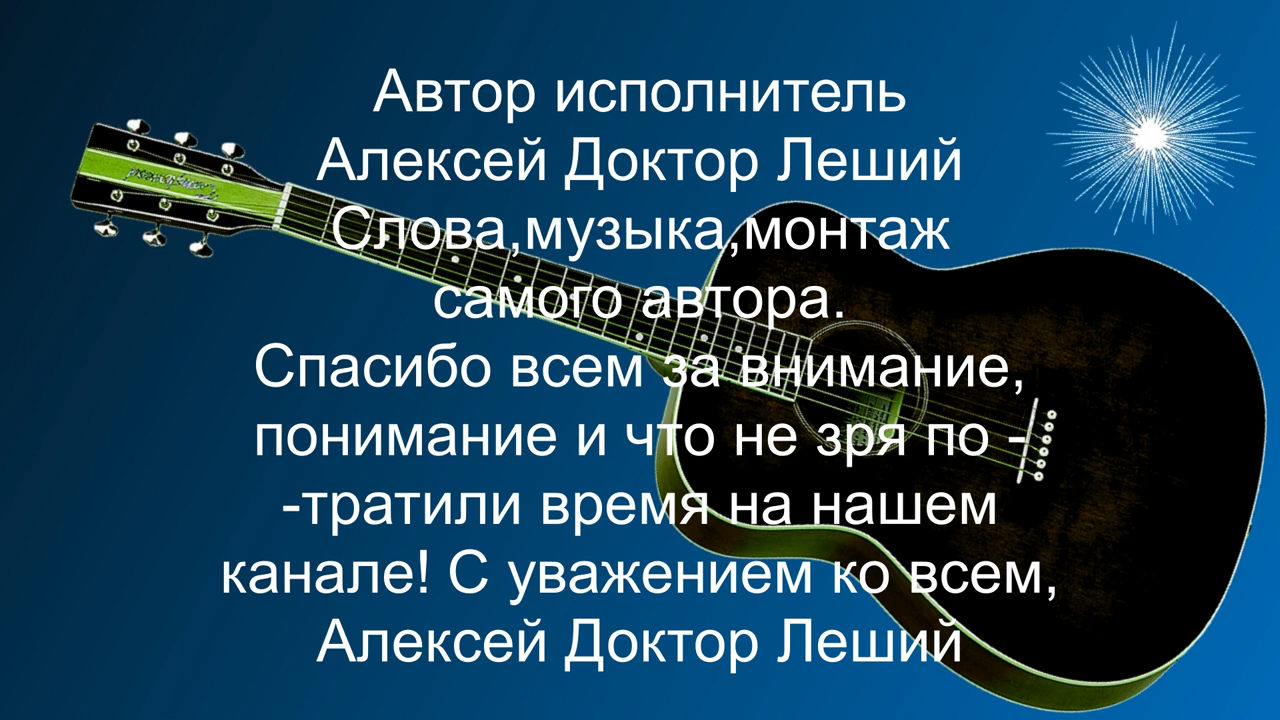 Автор исполнитель
Алексей Доктор Леший
Слова,музыка,монтаж
самого автора.
Спасибо всем за внимание,
понимание и что не зря по -
-тратили время на нашем
канале! С уважением ко всем,
Алексей Доктор Леший